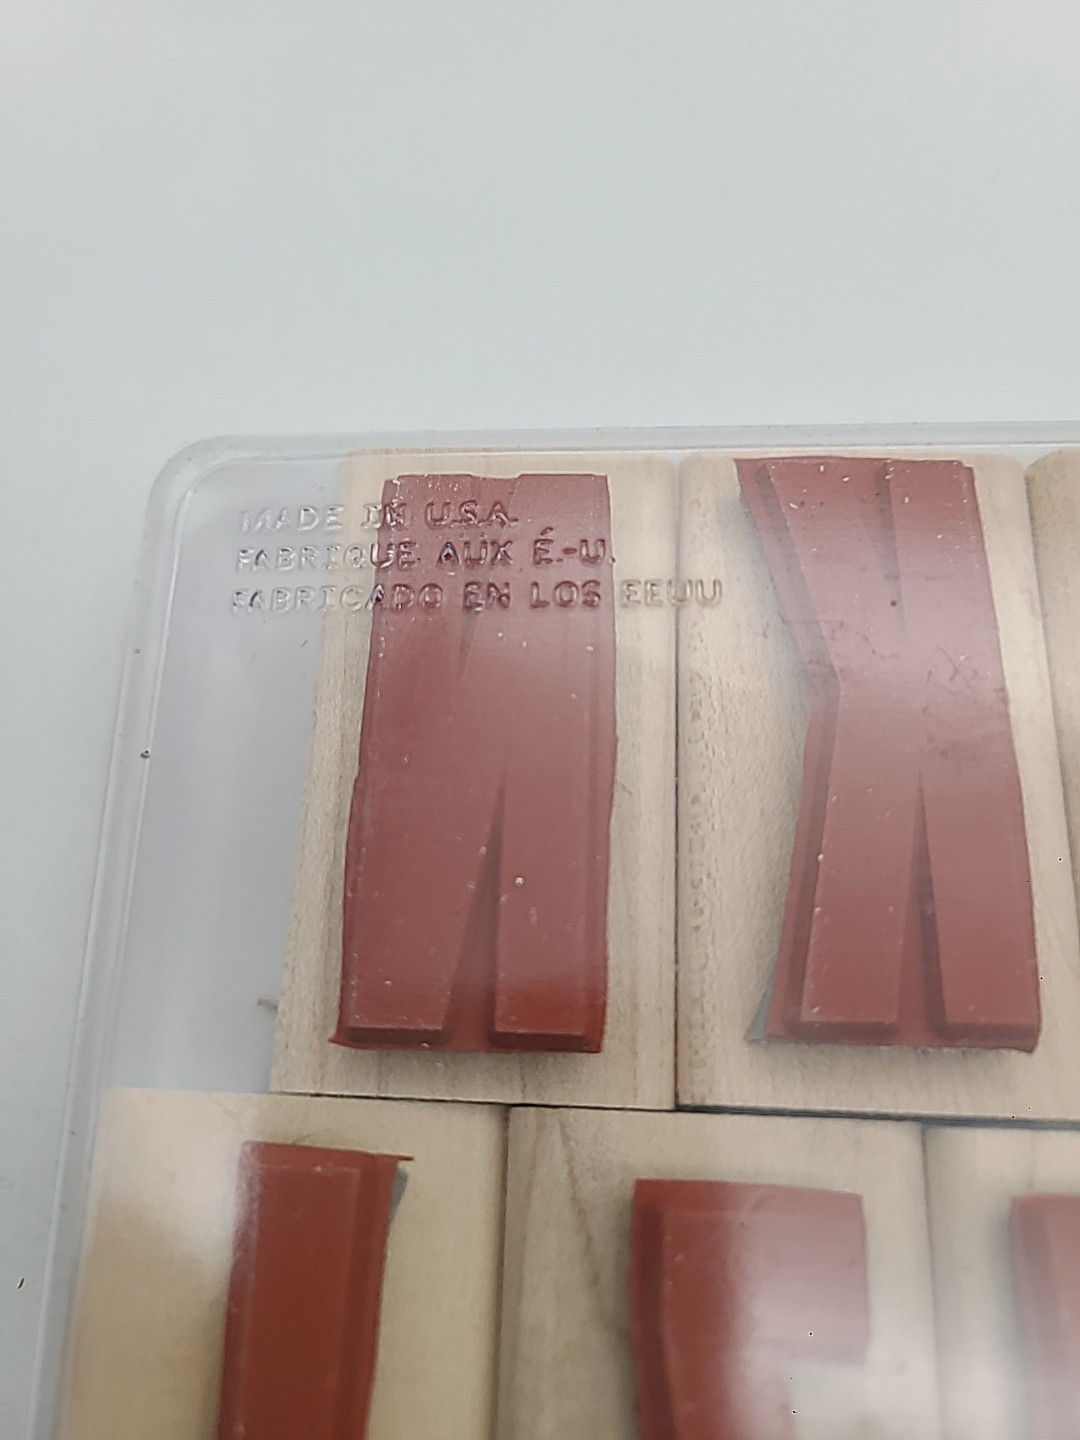 MADE IN U.S.A.
FABRIQUE AUX É.-U.
FABRICADO EN LOS EEUU